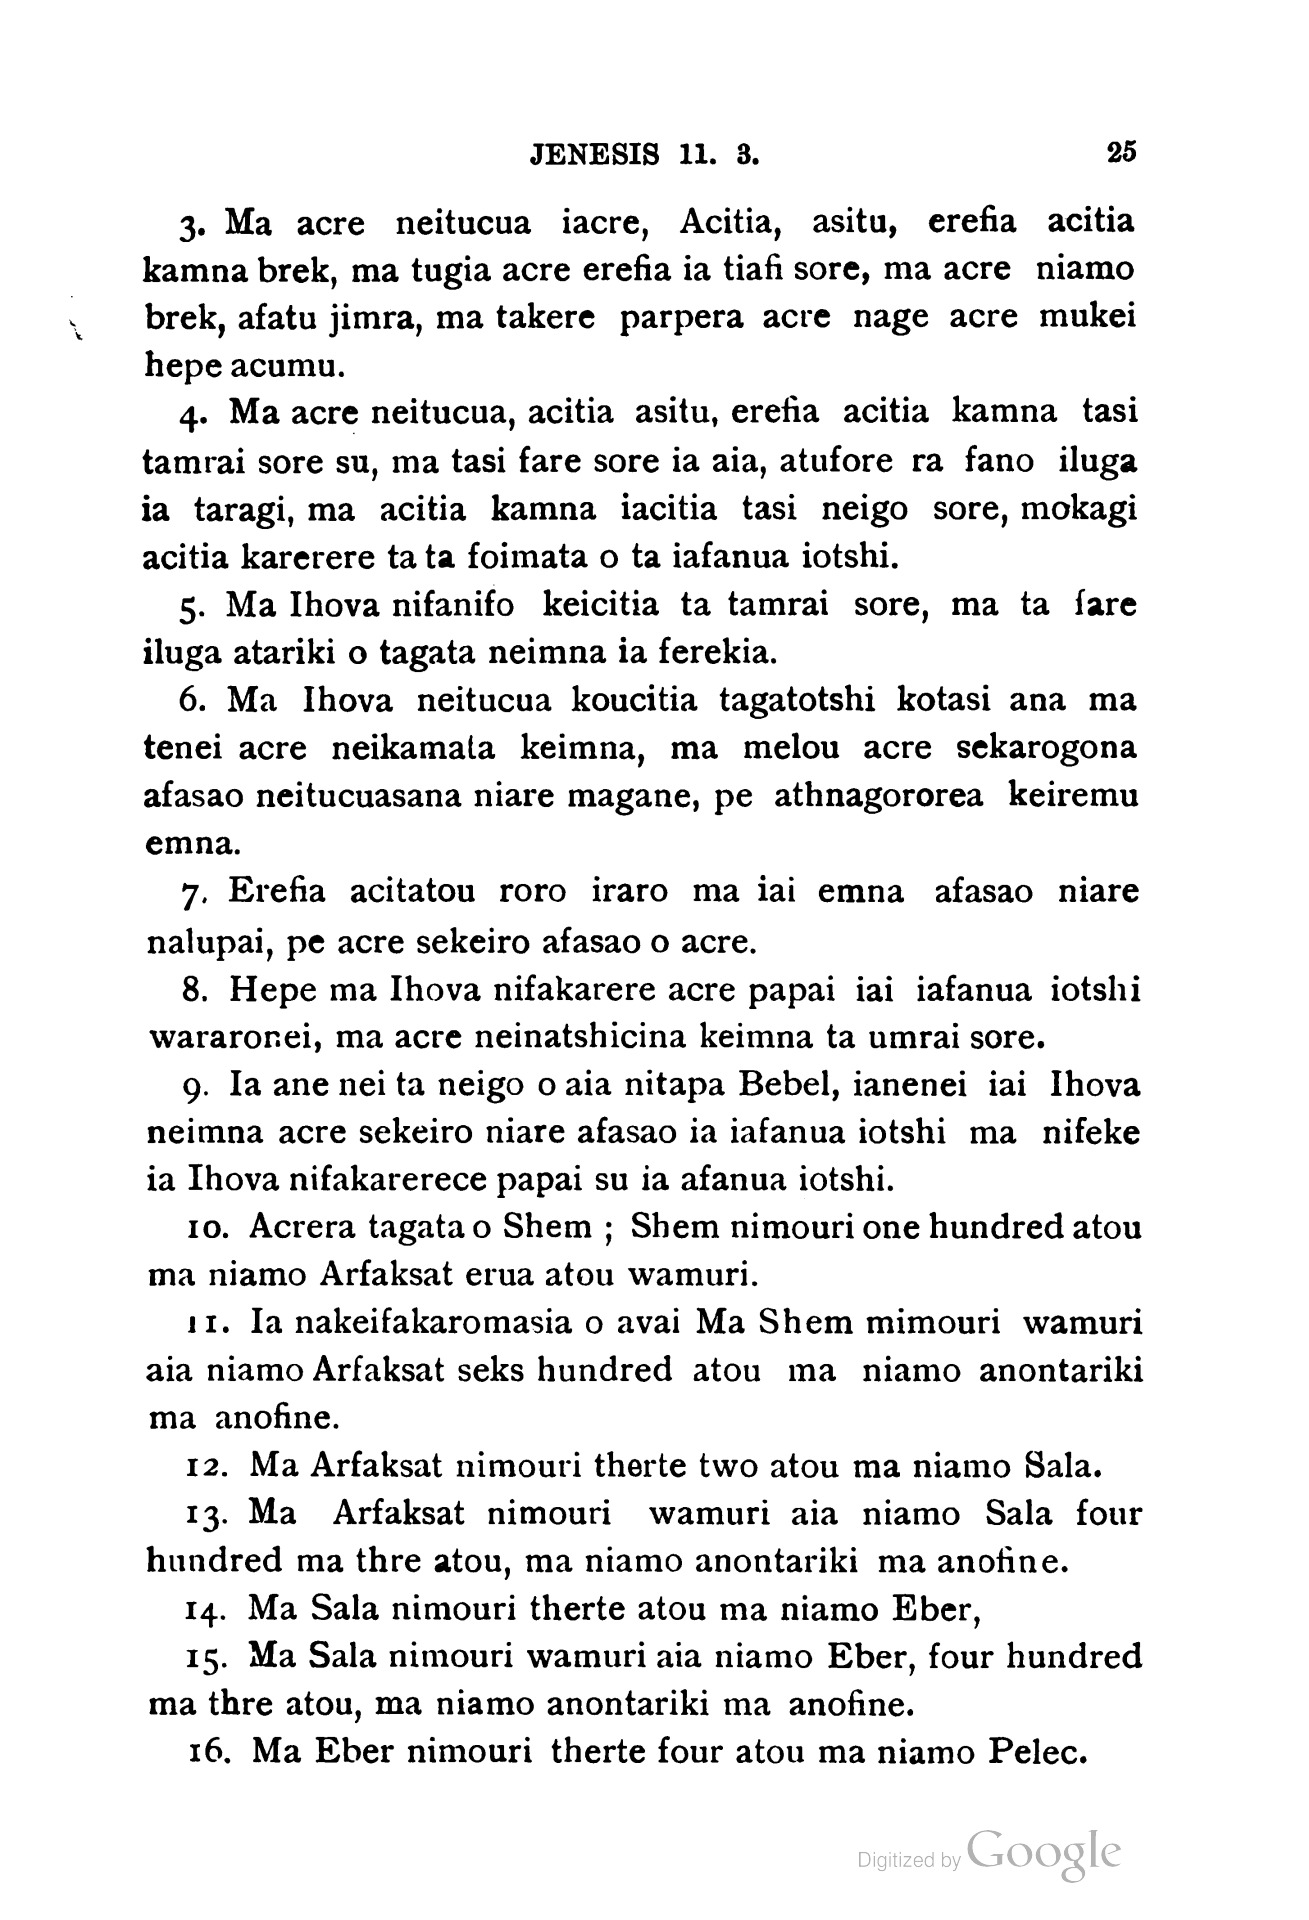 JENESIS 11. 3. 25
3. Ma acre neitucua iacre, Acitia, asitu, erefia acitia
kamna brek, ma tugia acre erefia ia tiafi sore, ma acre niamo
brek, afatu jimra, ma takere parpera acre nage acre mukei
hepe acumu.
4. Ma acre neitucua, acitia asitu, erefia acitia kamna tasi
tamrai sore su, ma tasi fare sore ia aia, atufore ra fano iluga
ia taragi, ma acitia kamna iacitia tasi neigo sore, mokagi
acitia karerere ta ta foimata o ta iafanua iotshi.
5. Ma Ihova nifanifo keicitia ta tamrai sore, ma ta fare
iluga atariki o tagata neimna ia ferekia.
6. Ma Ihova neitucua koucitia tagatotshi kotasi ana ma
tenei acre neikamata keimna, ma melou acre sekarogona
afasao neitucuasana niare magane, pe athnagororea keiremu
emna.
7. Erefia acitatou roro iraro ma iai emna afasao niare
nalupai, pe acre sekeiro afasao o acre.
8. Hepe ma Ihova nifakarere acre papai iai iafanua iotshi
wararonei, ma acre neinatshicina keimna ta umrai sore.
9. Ia ane nei ta neigo o aia nitapa Bebel, ianenei iai Ihova
neimna acre sekeiro niare afasao ia iafanua iotshi ma nifeke
ia Ihova nifakarerece papai su ia afanua iotshi.
10. Acrera tagata o Shem ; Shem nimouri one hundred atou
ma niamo Arfaksat erua atou wamuri.
11. Ia nakeifakaromasia o avai Ma Shem mimouri wamuri
aia niamo Arfaksat seks hundred atou ma niamo anontariki
ma anofine.
12. Ma Arfaksat nimouri therte two atou ma niamo Sala.
13. Ma Arfaksat nimouri wamuri aia niamo Sala four
hundred ma thre atou, ma niamo anontariki ma anofine.
14. Ma Sala nimouri therte atou ma niamo Eber,
15. Ma Sala nimouri wamuri aia niamo Eber, four hundred
ma thre atou, ma niamo anontariki ma anofine.
16. Ma Eber nimouri therte four atou ma niamo Pelec.
Digitized by Google